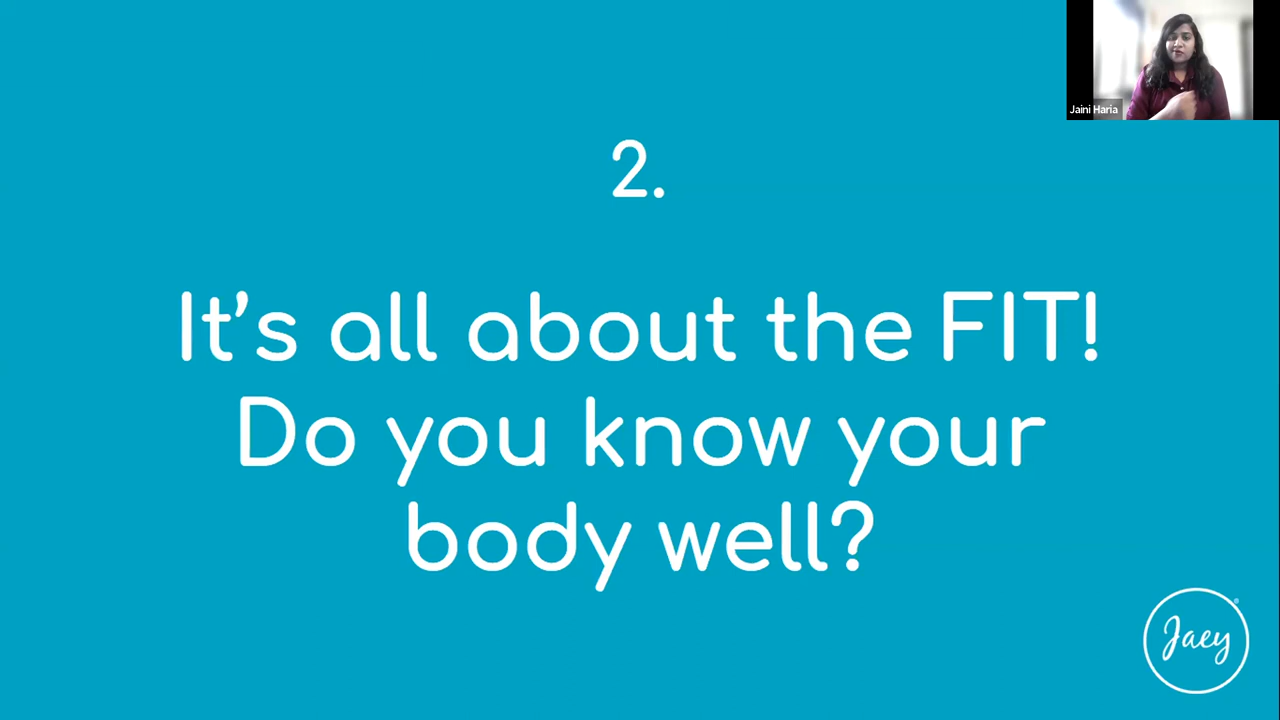 Jaini Haria
2.
It's all about the FIT!
Do you know your
body well?
Jaey®